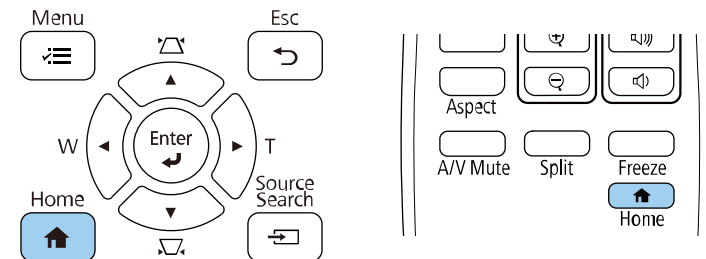 Menu
Esc
Enter
W
T
Home
Source
Search
Aspect
A/V Mute
Split
Freeze
Home